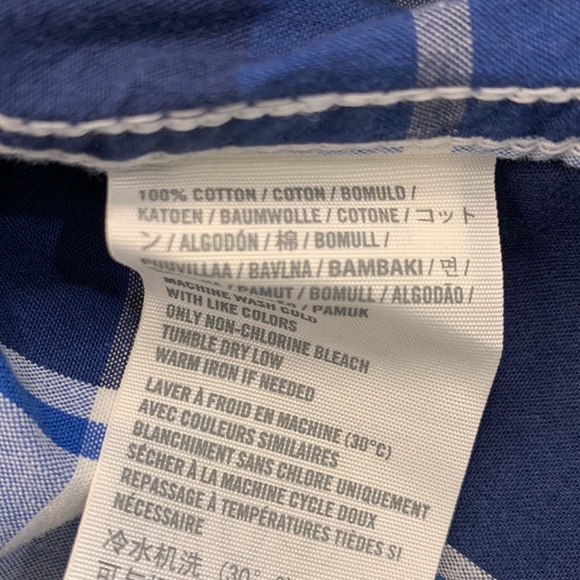 100% COTTON / COTON / BOMULD /
KATOEN / BAUMWOLLE / COTONE / コット
ン / ALGODÓN / 棉 / BOMULL /
PUUVILLAA / BAVLNA / BAMBAKI / 면 /
/ PAMUT / BOMULL / ALGODÃO /
MACHINE WASH COLD / PAMUK
WITH LIKE COLORS
ONLY NON-CHLORINE BLEACH
TUMBLE DRY LOW
WARM IRON IF NEEDED
LAVER À FROID EN MACHINE (30°C)
AVEC COULEURS SIMILAIRES
BLANCHIMENT SANS CHLORE UNIQUEMENT
SÉCHER À LA MACHINE CYCLE DOUX
REPASSAGE À TEMPÉRATURES TIÈDES SI
NÉCESSAIRE
冷水机洗 (30°